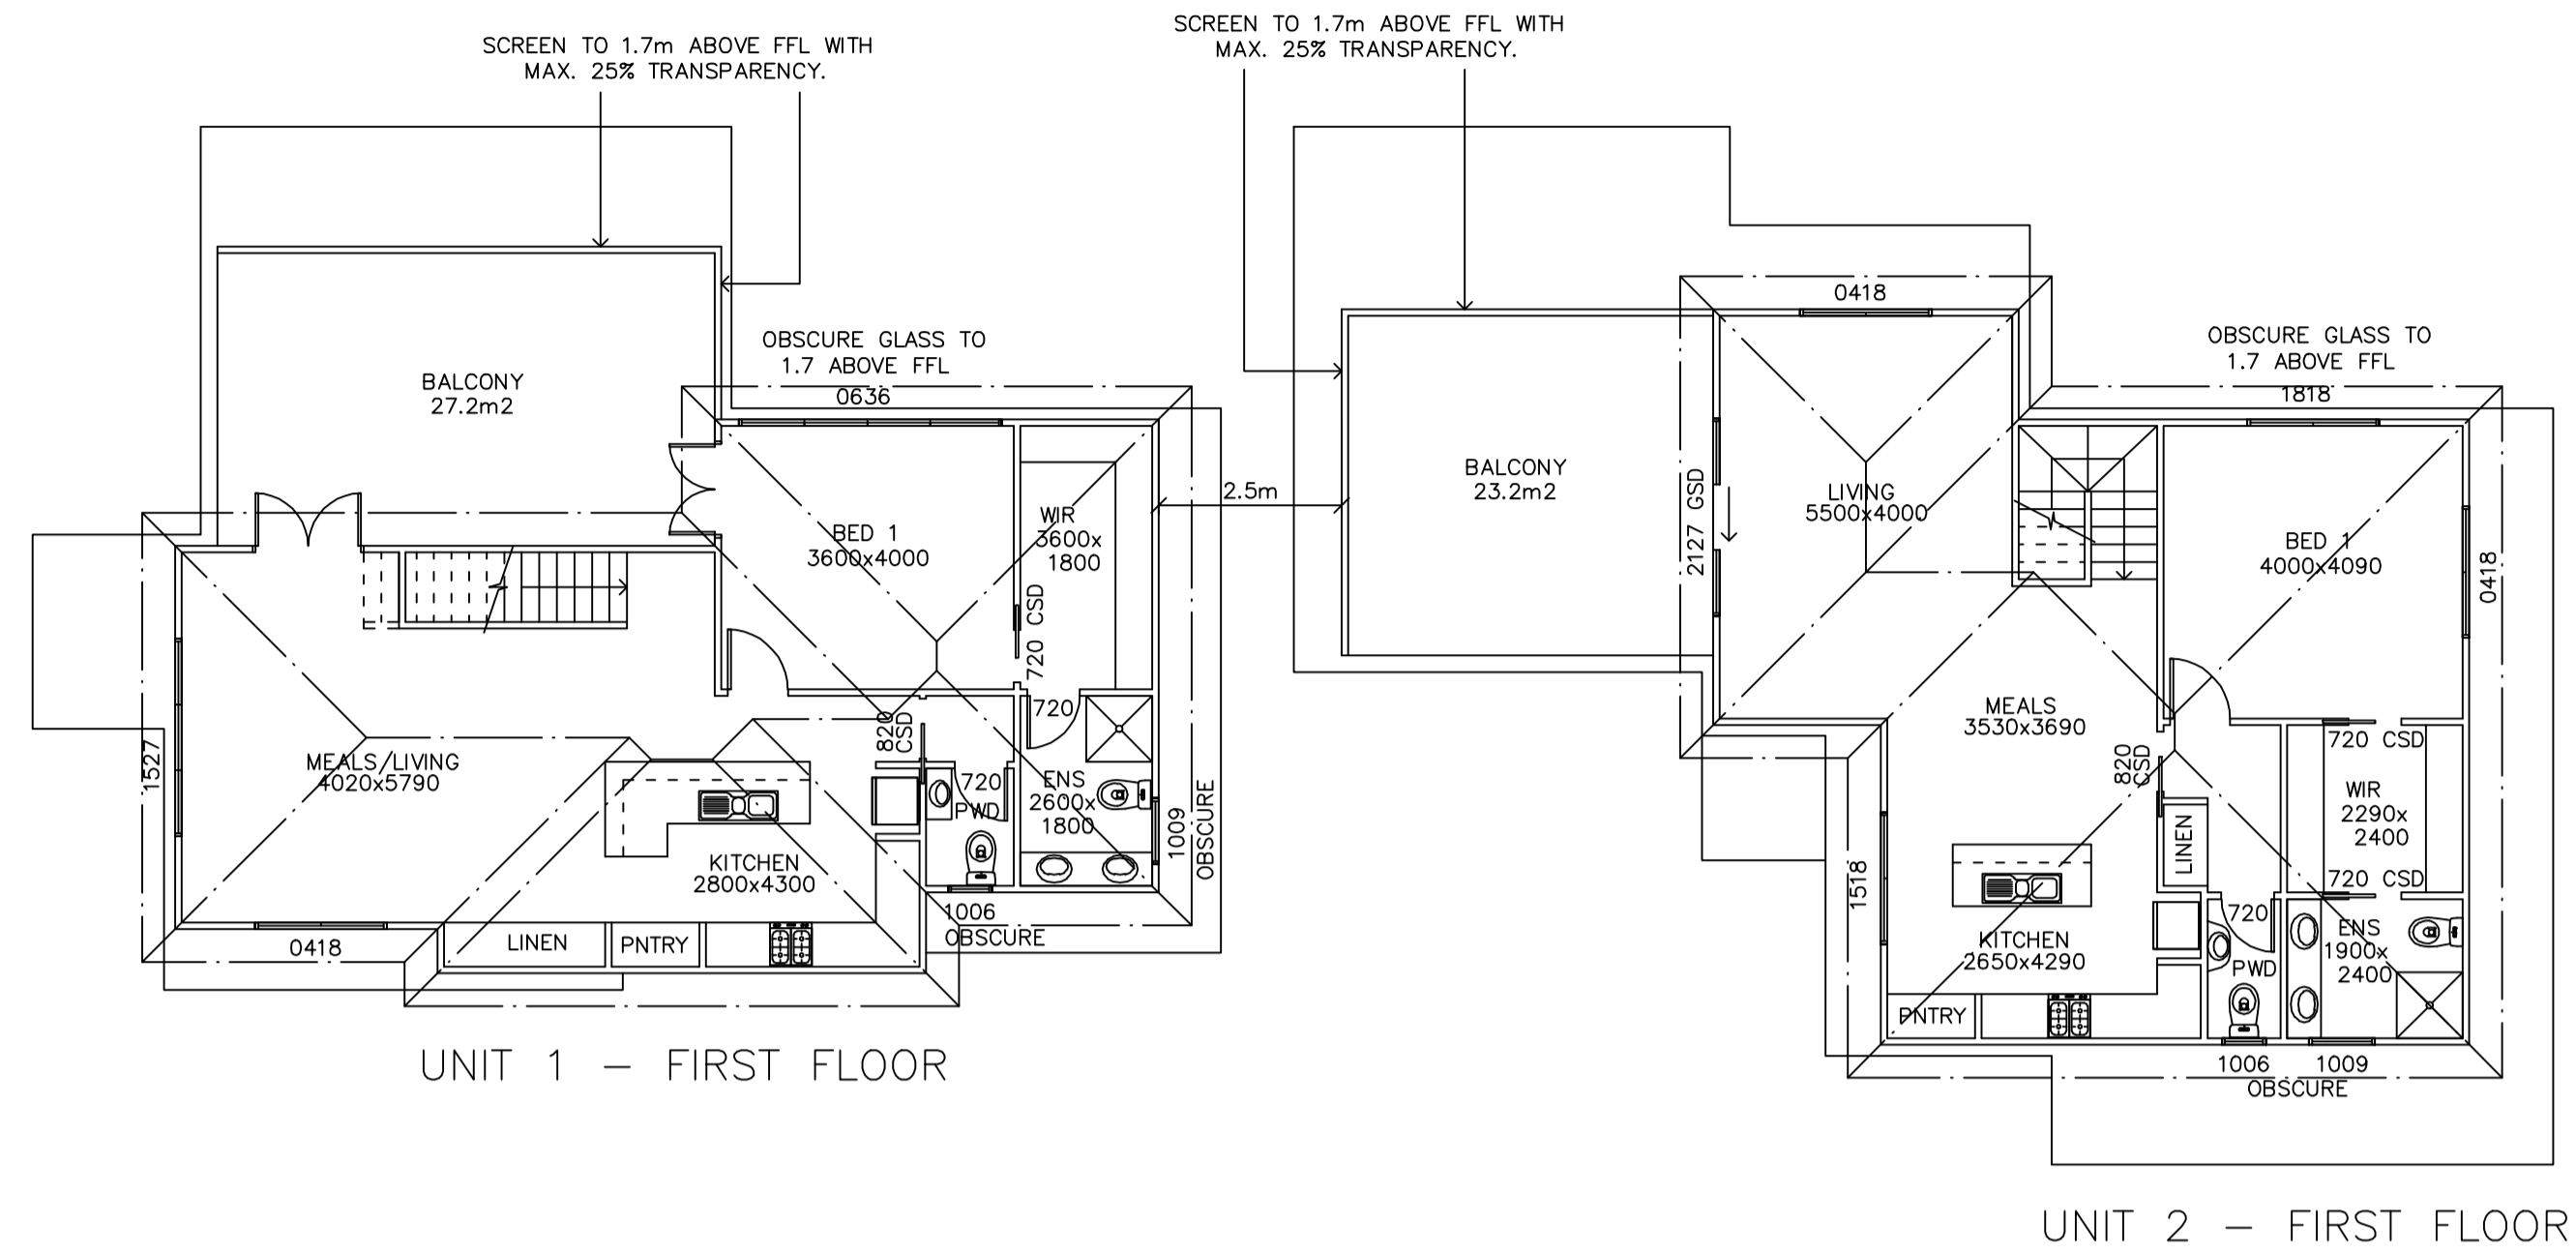 SCREEN TO 1.7m ABOVE FFL WITH
MAX. 25% TRANSPARENCY.
BALCONY
27.2m2
OBSCURE GLASS TO
1.7 ABOVE FFL
0636
BED 1
3600x4000
WIR
3600x
1800
720 CSD
720
820
CSD
720
PWD
ENS
2600x
1800
1009
OBSCURE
1527
MEALS/LIVING
4020x5790
KITCHEN
2800x4300
0418
LINEN
PNTRY
1006
OBSCURE
UNIT 1 – FIRST FLOOR
2.5m
SCREEN TO 1.7m ABOVE FFL WITH
MAX. 25% TRANSPARENCY.
BALCONY
23.2m2
2127 GSD
0418
LIVING
5500x4000
OBSCURE GLASS TO
1.7 ABOVE FFL
1818
BED 1
4000x4090
0418
MEALS
3530x3690
820
CSD
720 CSD
WIR
2290x
2400
720 CSD
LINEN
1518
KITCHEN
2650x4290
PNTRY
720
PWD
ENS
1900x
2400
1006
1009
OBSCURE
UNIT 2 – FIRST FLOOR